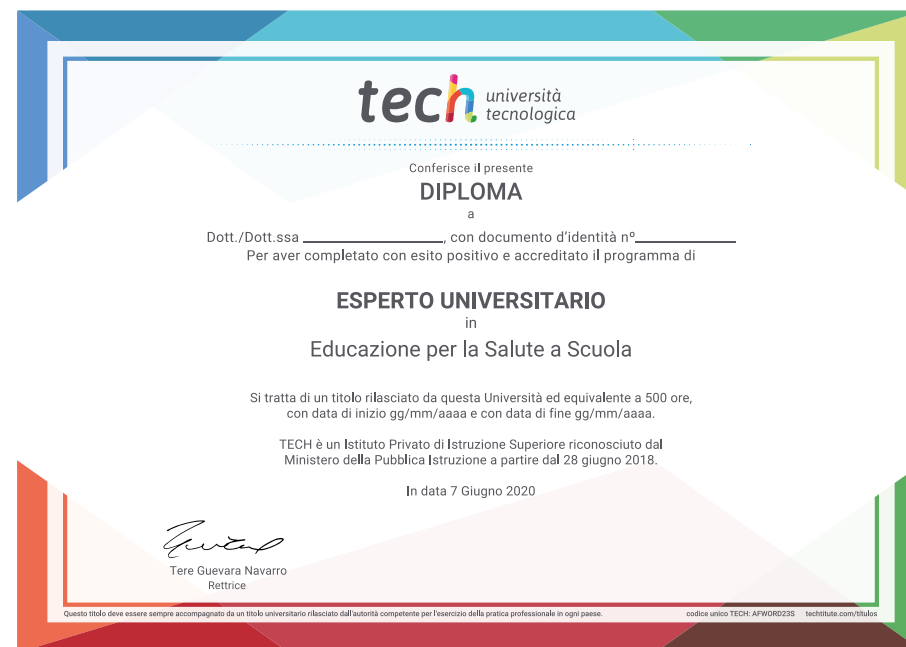 tech università
tecnologica
Conferisce il presente
DIPLOMA
a
Dott./Dott.ssa ____________________, con documento d'identità nº______________
Per aver completato con esito positivo e accreditato il programma di
ESPERTO UNIVERSITARIO
in
Educazione per la Salute a Scuola
Si tratta di un titolo rilasciato da questa Università ed equivalente a 500 ore,
con data di inizio gg/mm/aaaa e con data di fine gg/mm/aaaa.
TECH è un Istituto Privato di Istruzione Superiore riconosciuto dal
Ministero della Pubblica Istruzione a partire dal 28 giugno 2018.
In data 7 Giugno 2020
Tere Guevara Navarro
Rettrice
Questo titolo deve essere sempre accompagnato da un titolo universitario rilasciato dall'autorità competente per l'esercizio della pratica professionale in ogni paese. codice unico TECH: AFWORD23S techtitute.com/titulos